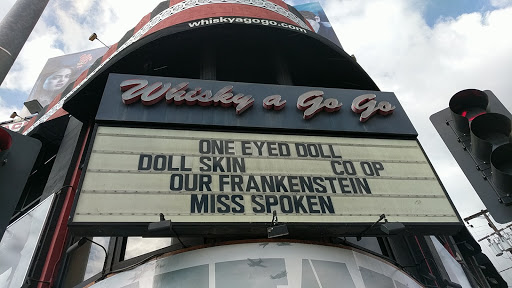 whiskyagogo.com
Whisky a Go Go
ONE EYED DOLL
DOLL SKIN CO OP
OUR FRANKENSTEIN
MISS SPOKEN